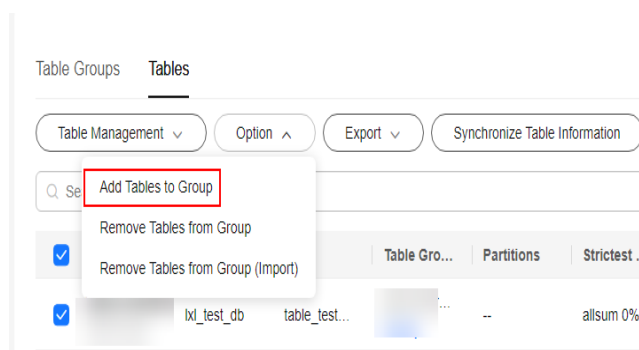 Table Groups Tables
Table Management Option Export Synchronize Table Information
Add Tables to Group
Remove Tables from Group
Table Gro... Partitions Strictest .
Remove Tables from Group (Import)
lxl_test_db table_test... ... -- allsum 0%